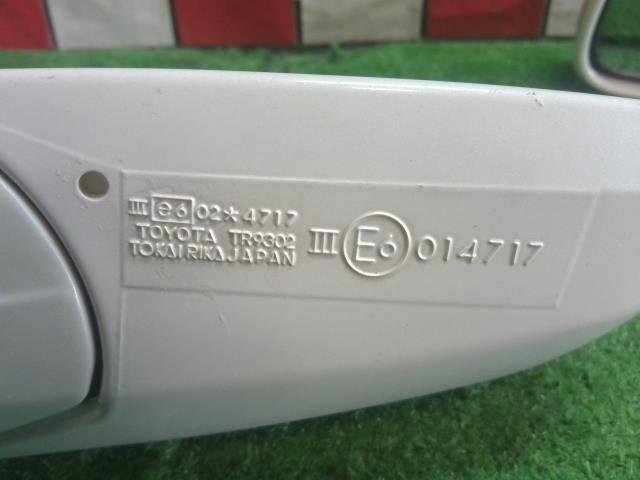 III e6 02*4717
TOYOTA TR9302
TOKAI RIKA JAPAN
III E6 014717